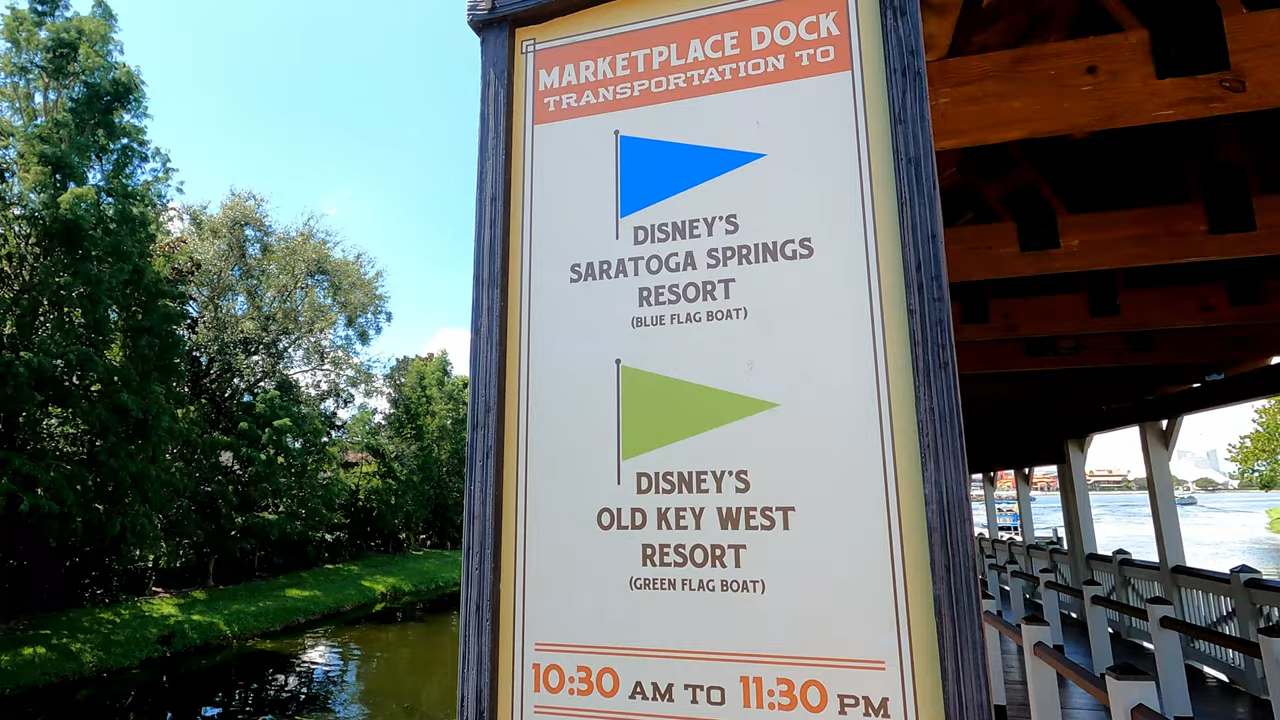 MARKETPLACE DOCK
TRANSPORTATION TO
DISNEY'S
SARATOGA SPRINGS
RESORT
(BLUE FLAG BOAT)
DISNEY'S
OLD KEY WEST
RESORT
(GREEN FLAG BOAT)
10:30 AM TO 11:30 PM